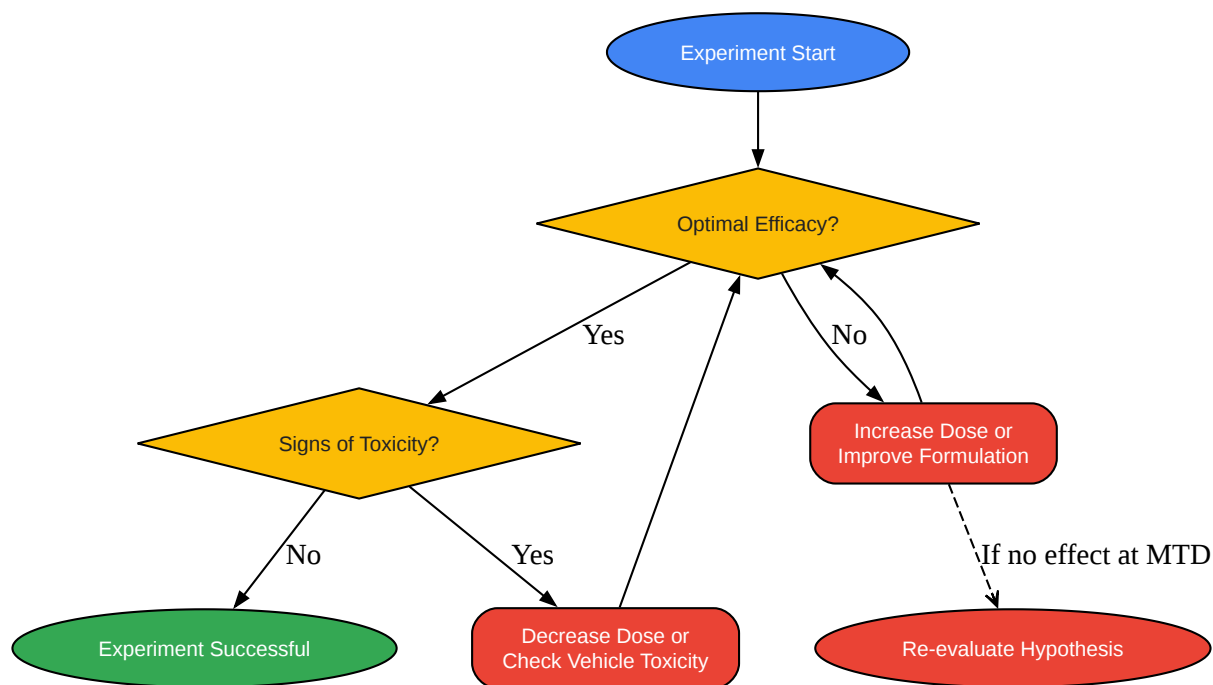 Experiment Start
Optimal Efficacy?
Yes
No
Signs of Toxicity?
Increase Dose or
Improve Formulation
No
Yes
If no effect at MTD
Experiment Successful
Decrease Dose or
Check Vehicle Toxicity
Re-evaluate Hypothesis